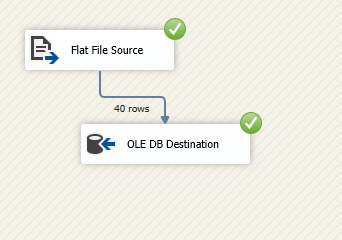 Flat File Source
40 rows
OLE DB Destination